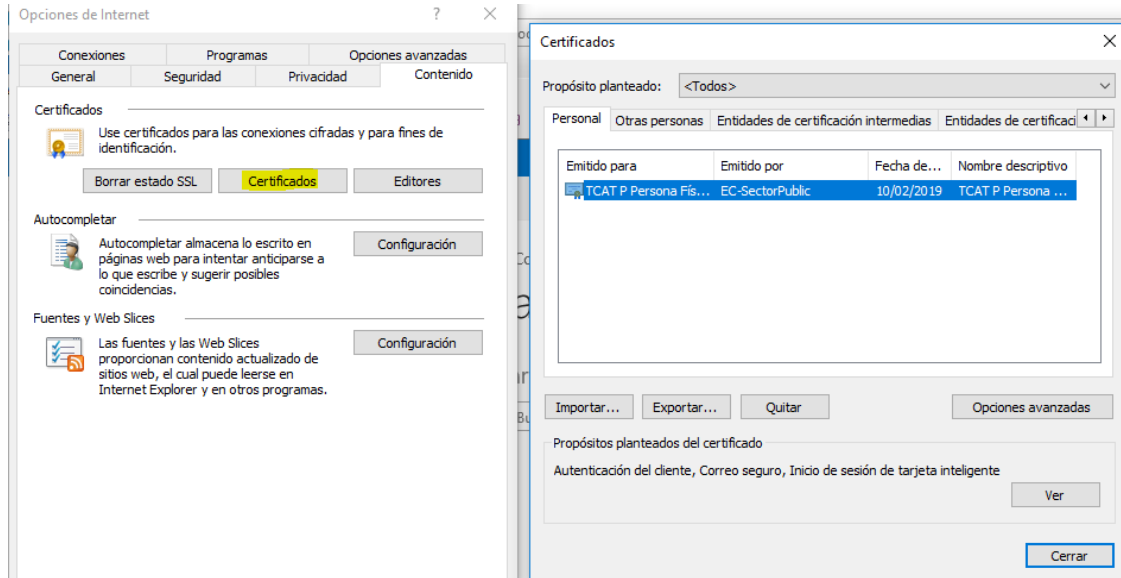 Opciones de Internet
?
Conexiones
Programas
Opciones avanzadas
General
Seguridad
Privacidad
Contenido
Certificados
Use certificados para las conexiones cifradas y para fines de
identificación.
Borrar estado SSL
Certificados
Editores
Autocompletar
Autocompletar almacena lo escrito en
páginas web para intentar anticiparse a
lo que escribe y sugerir posibles
coincidencias.
Configuración
Fuentes y Web Slices
Las fuentes y las Web Slices
proporcionan contenido actualizado de
sitios web, el cual puede leerse en
Internet Explorer y en otros programas.
Configuración
Certificados
Propósito planteado:
<Todos>
Personal
Otras personas
Entidades de certificación intermedias
Entidades de certificaci
Emitido para
Emitido por
Fecha de...
Nombre descriptivo
TCAT P Persona Fís...
EC-SectorPublic
10/02/2019
TCAT P Persona ...
Importar...
Exportar...
Quitar
Opciones avanzadas
Propósitos planteados del certificado
Autenticación del cliente, Correo seguro, Inicio de sesión de tarjeta inteligente
Ver
Cerrar